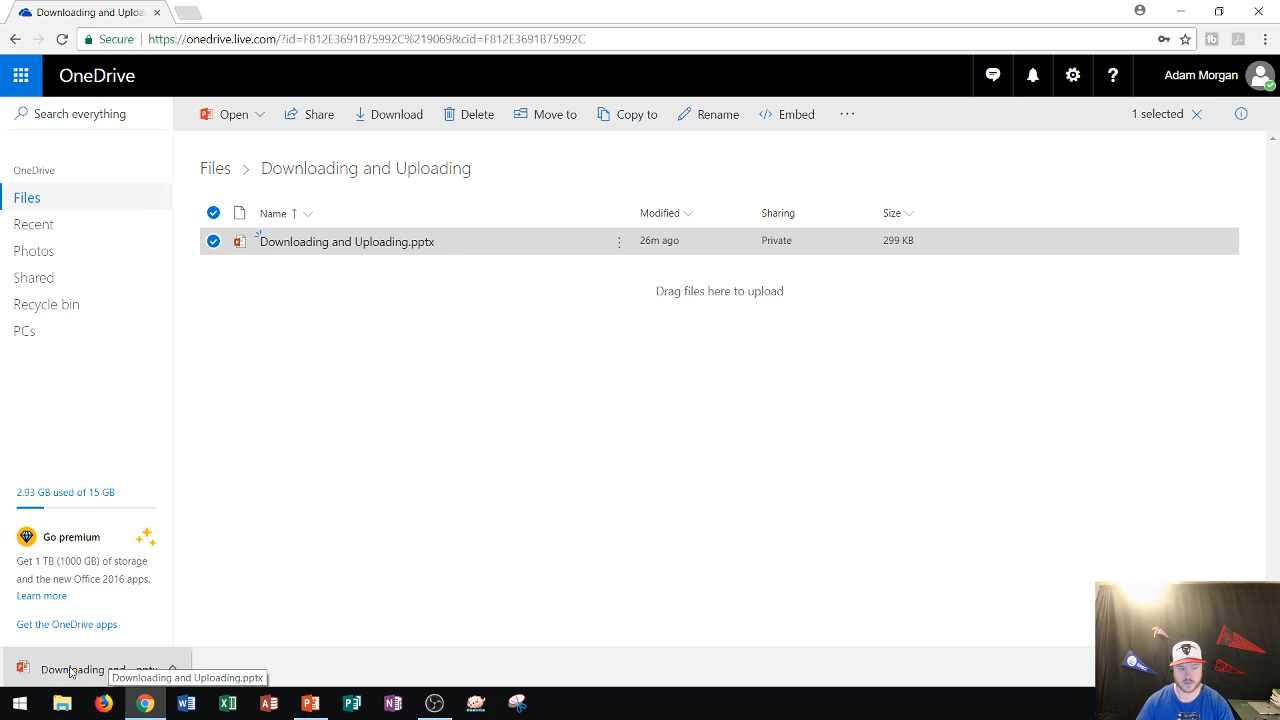 Downloading and Uploa
Secure
https://onedrive.live.com/?id=F812E3691B75992C%219069&cid=F812E3691B75992C
OneDrive
Adam Morgan
Search everything
Open
Share
Download
Delete
Move to
Copy to
Rename
Embed
1 selected
OneDrive
Files
Recent
Photos
Shared
Recycle bin
PCs
Files > Downloading and Uploading
Name
Modified
Sharing
Size
Downloading and Uploading.pptx
26m ago
Private
299 KB
Drag files here to upload
2.93 GB used of 15 GB
Go premium
Get 1 TB (1000 GB) of storage
and the new Office 2016 apps.
Learn more
Get the OneDrive apps
Downloading and
Downloading and Uploading.pptx